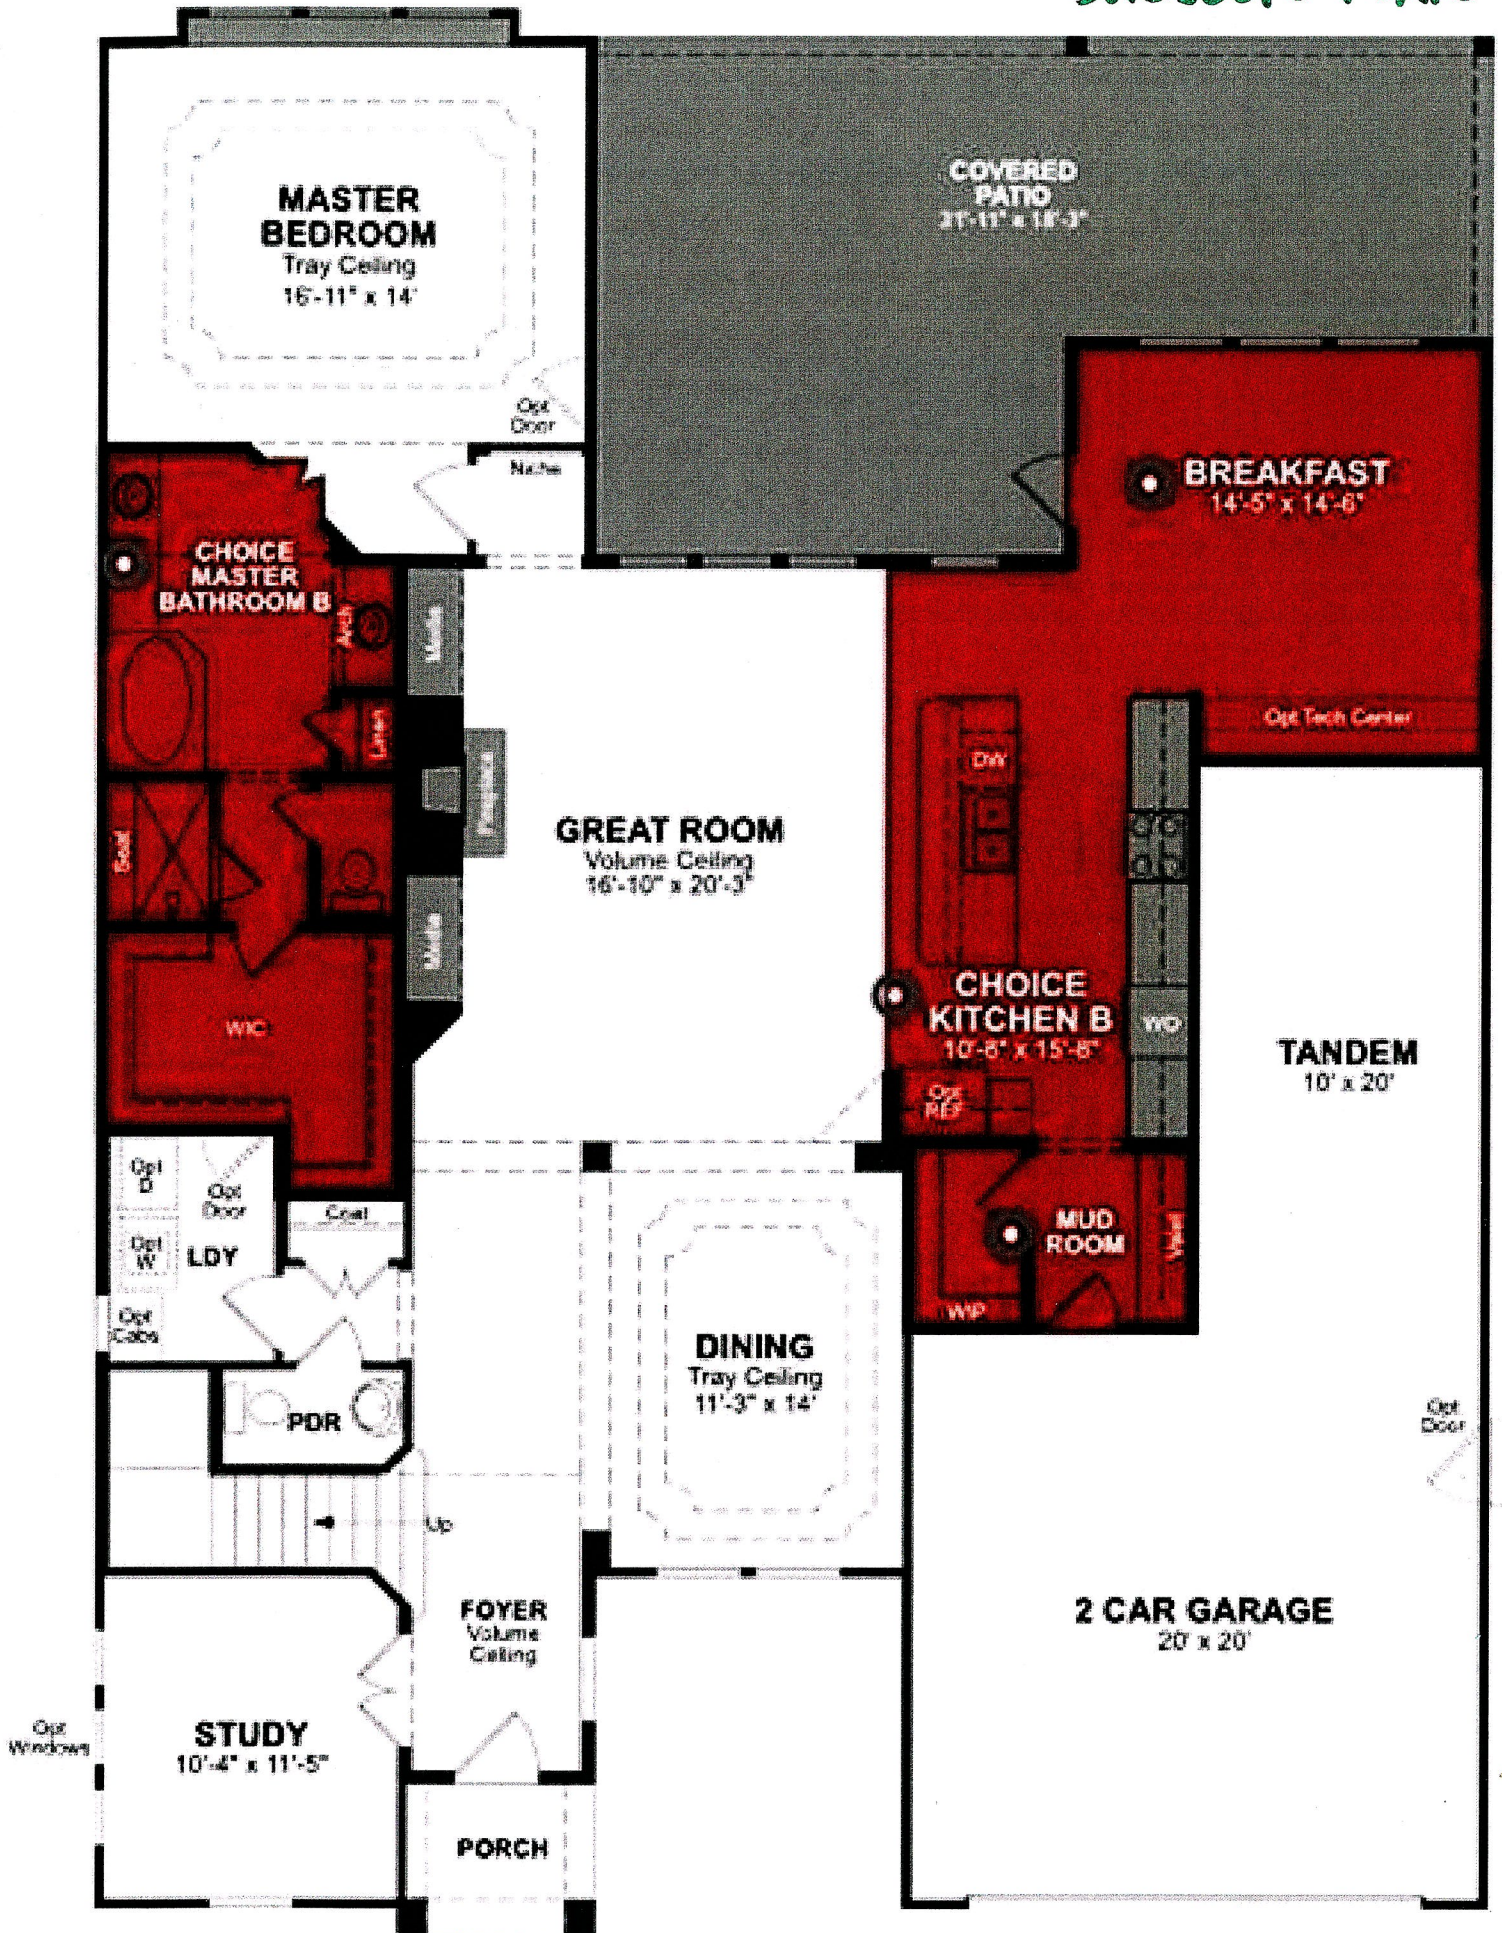 COVERED
PATIO
MASTER
BEDROOM
Tray Ceiling
16'-11" x 14'
Opt
Door
Niche
BREAKFAST
14'-5" x 14'-6"
CHOICE
MASTER
BATHROOM B
Arch
Media
Linen
Opt Tech Center
DW
Fireplace
GREAT ROOM
Volume Ceiling
16'-10" x 20'-3"
Seat
Media
CHOICE
KITCHEN B
WO
WIC
TANDEM
10' x 20'
Opt
REF
Opt
D
Opt
Door
Coat
Opt
W
LDY
MUD
ROOM
Valet
Opt
Cabs
WIP
DINING
Tray Ceiling
11'-3" x 14'
PDR
Opt
Door
Up
FOYER
Volume
Ceiling
2 CAR GARAGE
20' x 20'
Opt
Windows
STUDY
10'-4" x 11'-5"
PORCH